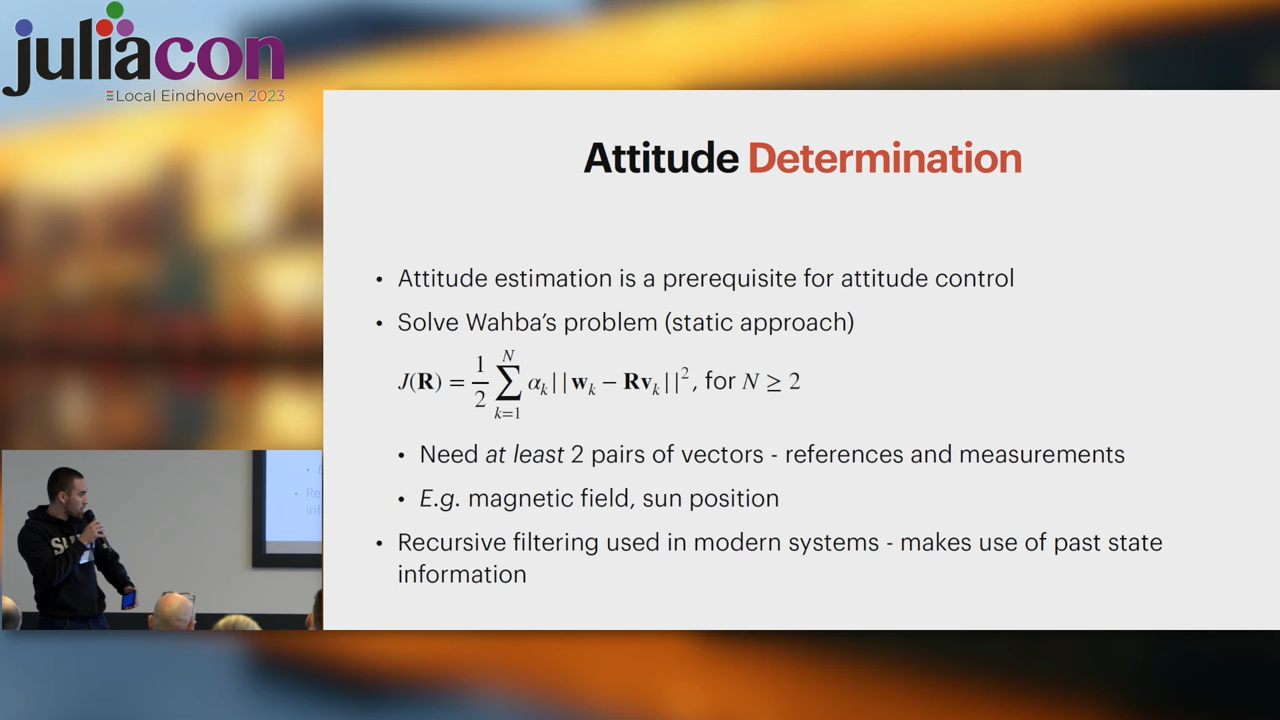 juliacon
Local Eindhoven 2023
Attitude Determination
• Attitude estimation is a prerequisite for attitude control
• Solve Wahba's problem (static approach)
J(𝐑) = 1/2 ∑_{k=1}^{N} α_k||𝐰_k − 𝐑𝐯_k||², for N ≥ 2
• Need at least 2 pairs of vectors - references and measurements
• E.g. magnetic field, sun position
• Recursive filtering used in modern systems - makes use of past state
information